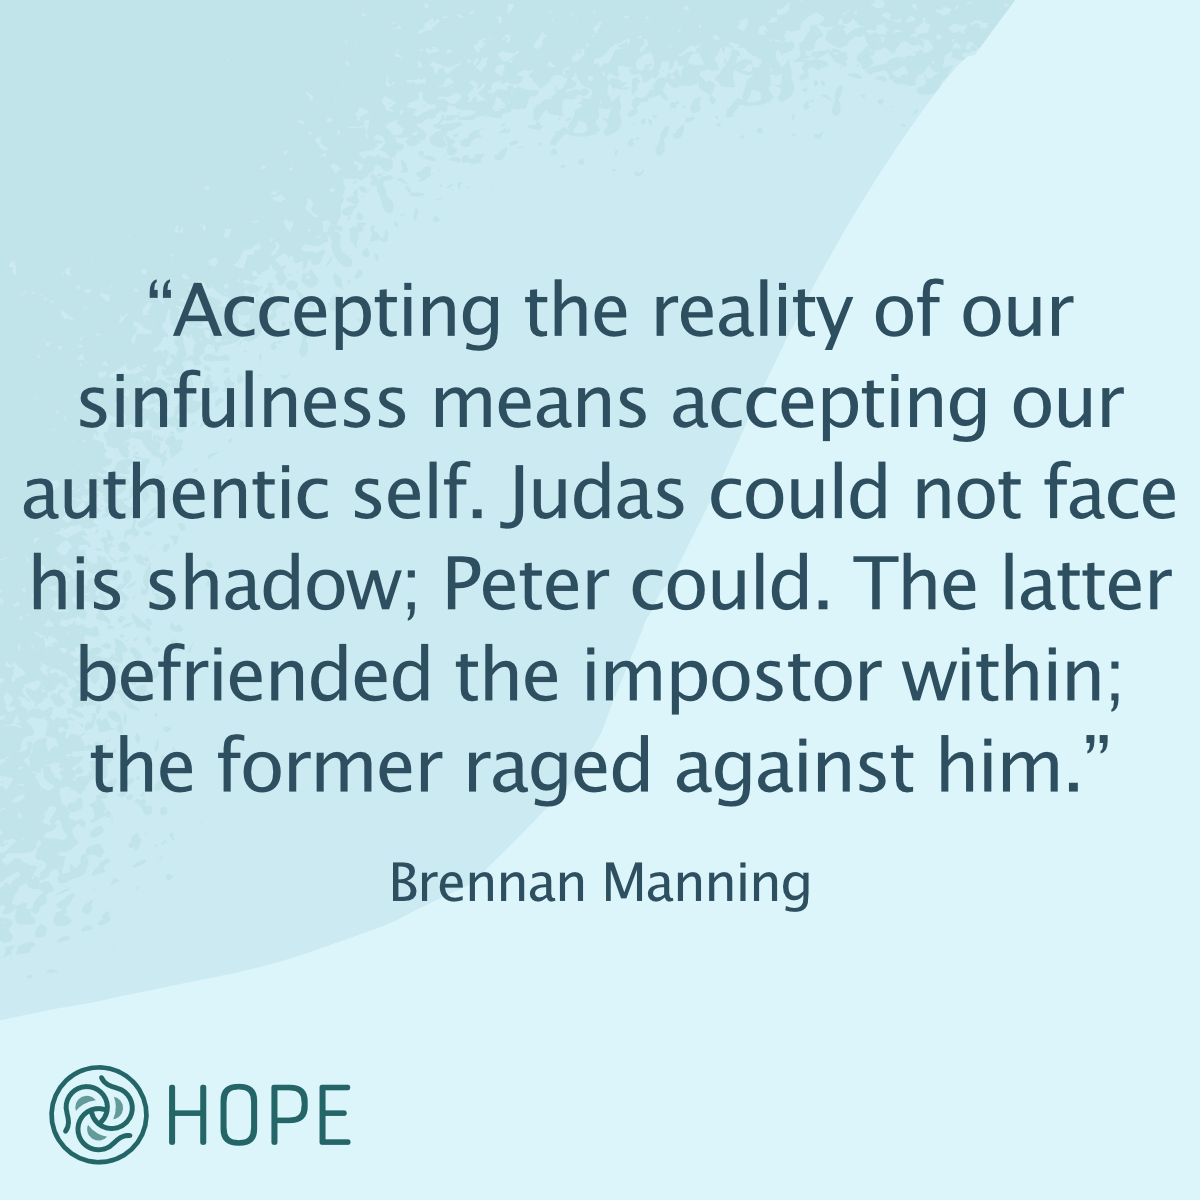 “Accepting the reality of our
sinfulness means accepting our
authentic self. Judas could not face
his shadow; Peter could. The latter
befriended the impostor within;
the former raged against him.”
Brennan Manning
HOPE